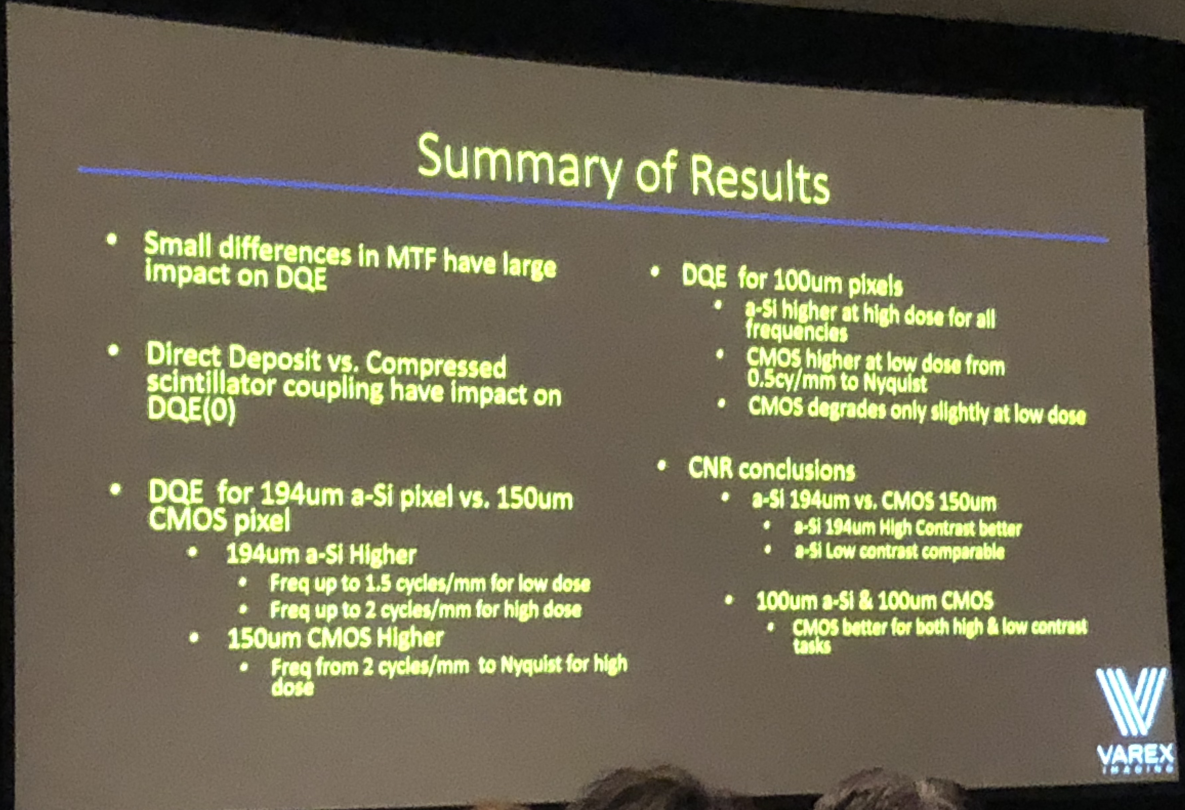 Summary of Results
• Small differences in MTF have large
impact on DQE
• Direct Deposit vs. Compressed
scintillator coupling have impact on
DQE(0)
• DQE for 194um a-Si pixel vs. 150um
CMOS pixel
• 194um a-Si Higher
• Freq up to 1.5 cycles/mm for low dose
• Freq up to 2 cycles/mm for high dose
• 150um CMOS Higher
• Freq from 2 cycles/mm to Nyquist for high
dose
• DQE for 100um pixels
• a-Si higher at high dose for all
frequencies
• CMOS higher at low dose from
0.5cy/mm to Nyquist
• CMOS degrades only slightly at low dose
• CNR conclusions
• a-Si 194um vs. CMOS 150um
• a-Si 194um High Contrast better
• a-Si Low contrast comparable
• 100um a-Si & 100um CMOS
• CMOS better for both high & low contrast
tasks
VAREX
IMAGING